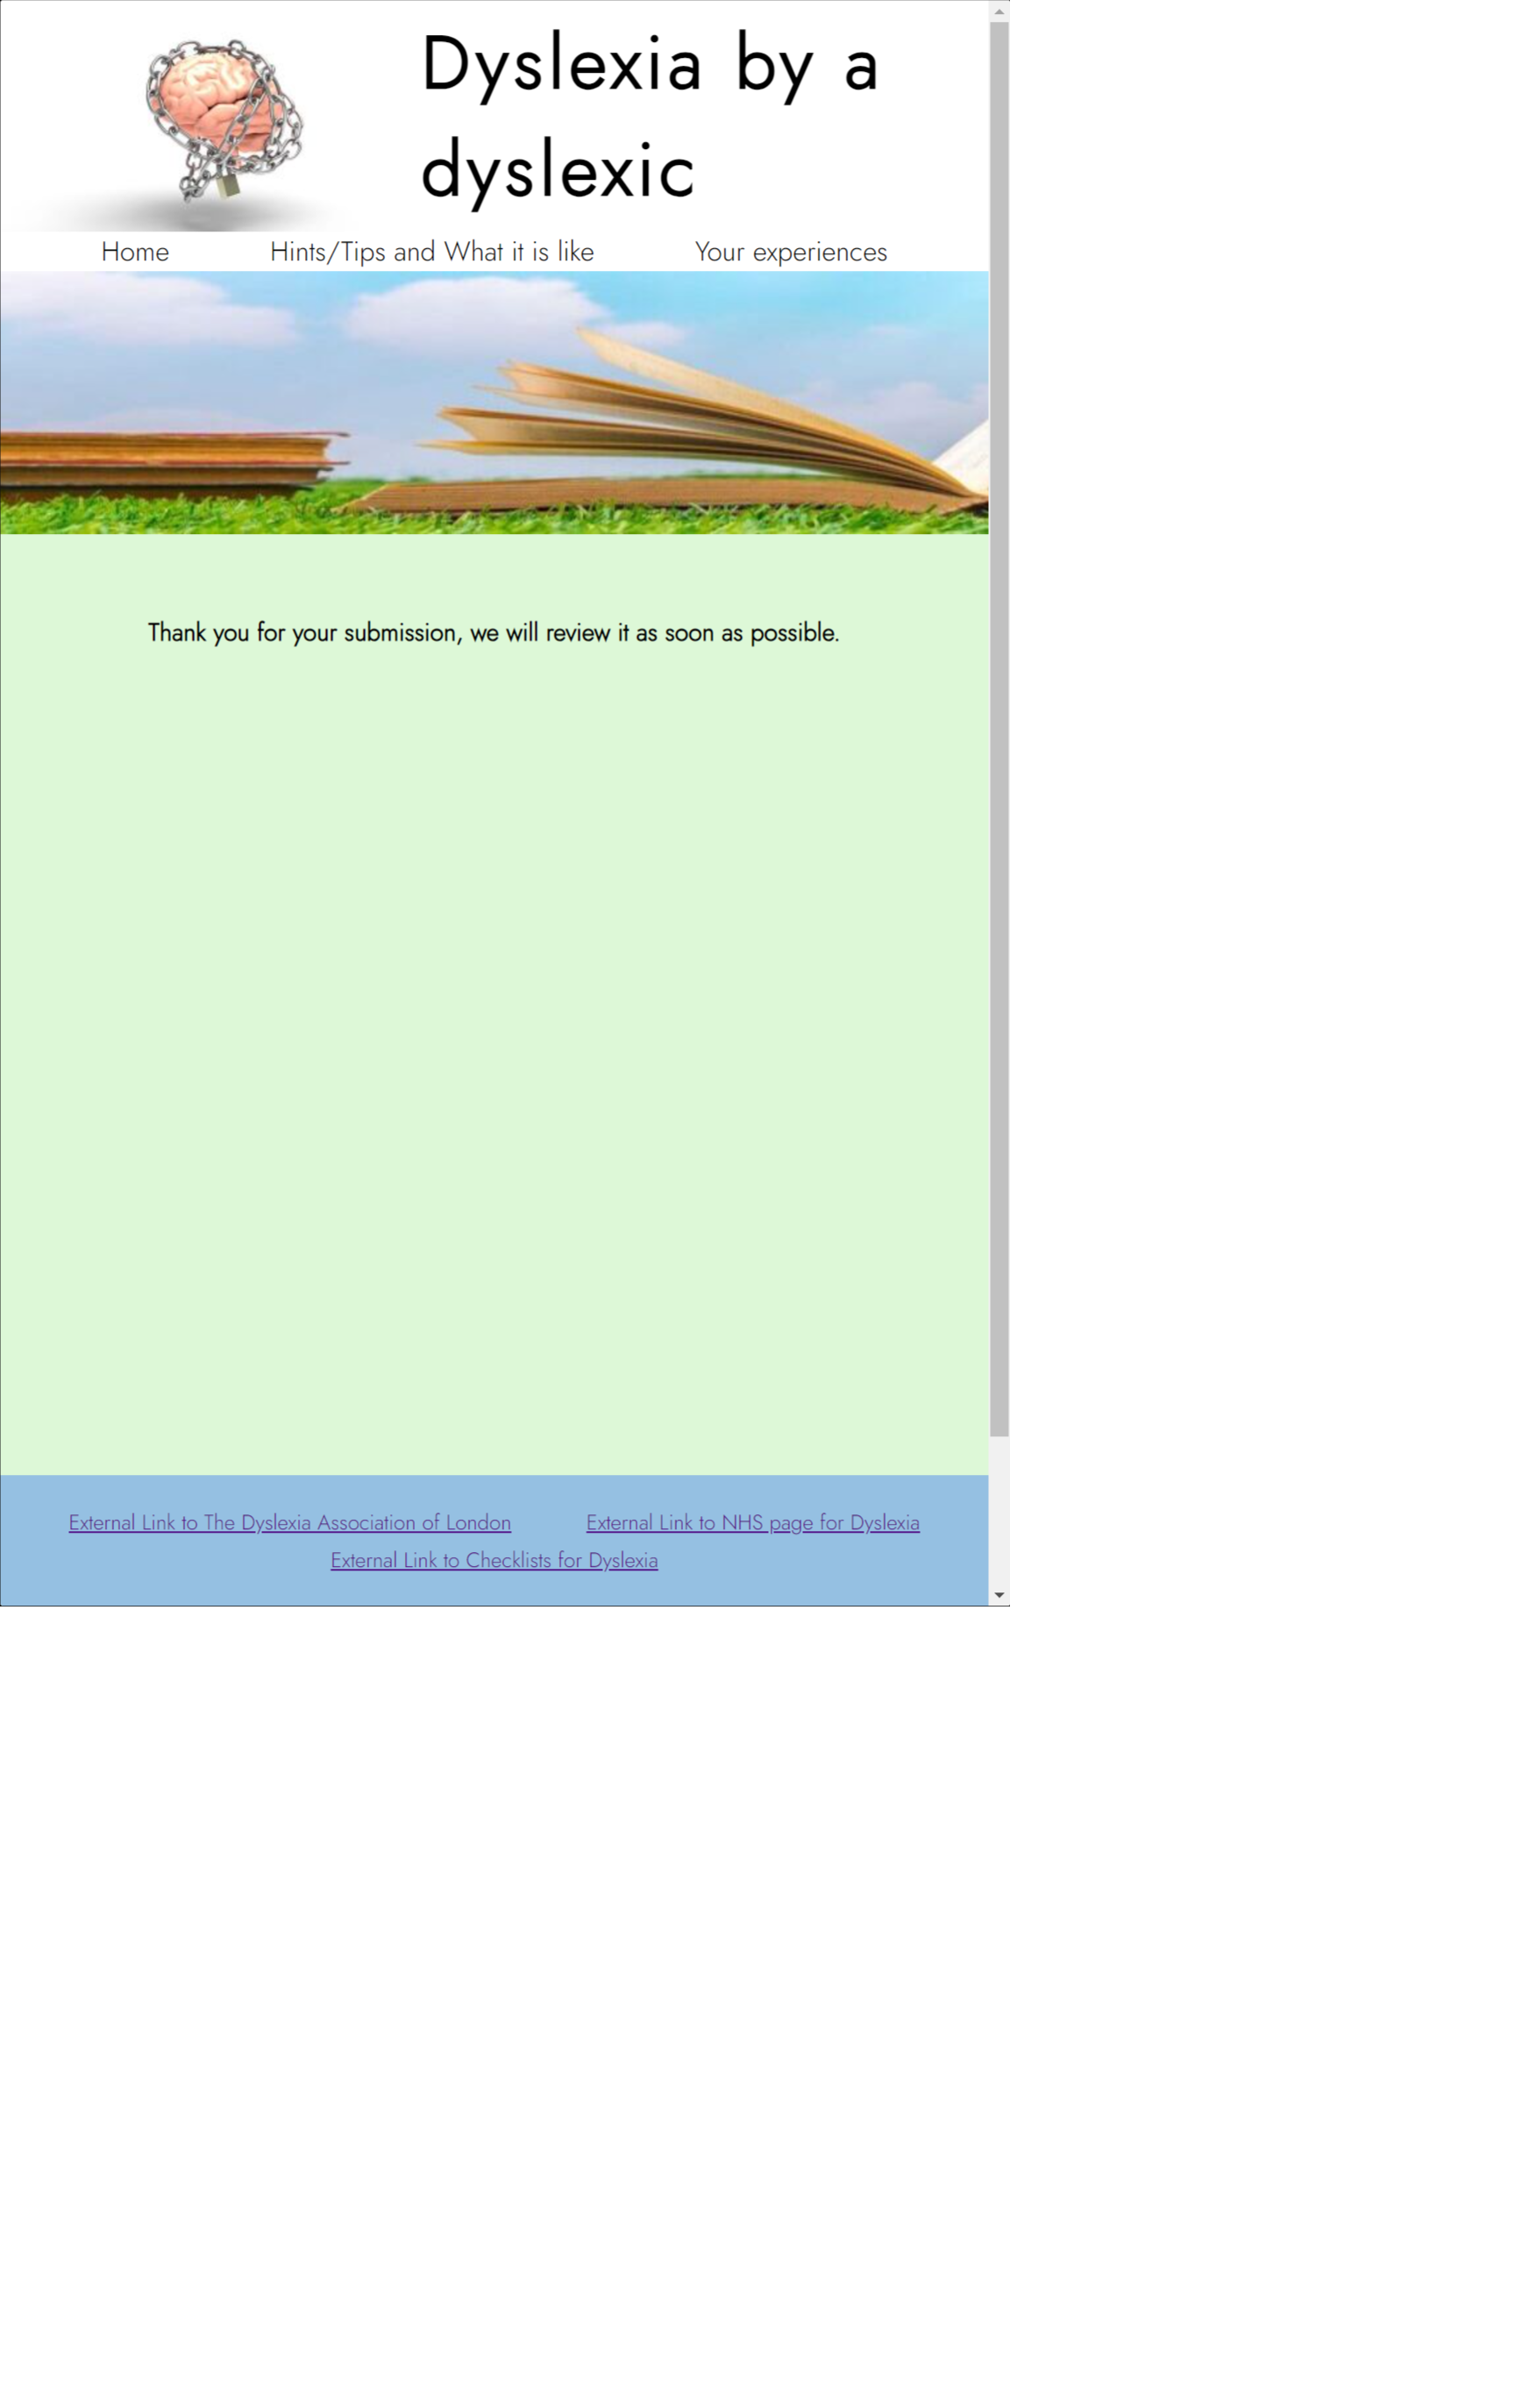 Dyslexia by a
dyslexic
Home Hints/Tips and What it is like Your experiences
Thank you for your submission, we will review it as soon as possible.
External Link to The Dyslexia Association of London External Link to NHS page for Dyslexia
External Link to Checklists for Dyslexia